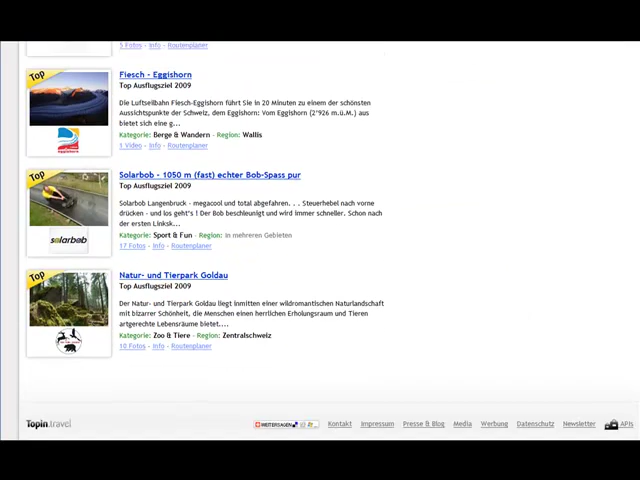 5 Fotos - Info - Routenplaner
Top
Fiesch - Eggishorn
Top Ausflugsziel 2009
Die Luftseilbahn Fiesch-Eggishorn führt Sie in 20 Minuten zu einem der schönsten
Aussichtspunkte der Schweiz, dem Eggishorn: Vom Eggishorn (2'926 m.ü.M.) aus
bietet sich eine g...
Kategorie: Berge & Wandern - Region: Wallis
1 Video - Info - Routenplaner
eggishorn
Top
Solarbob - 1050 m (fast) echter Bob-Spass pur
Top Ausflugsziel 2009
Solarbob Langenbruck - megacool und total abgefahren. . . Steuerhebel nach vorne
drücken - und los geht's ! Der Bob beschleunigt und wird immer schneller. Schon nach
der ersten Linksk...
Kategorie: Sport & Fun - Region: in mehreren Gebieten
17 Fotos - Info - Routenplaner
solarbob
Top
Natur- und Tierpark Goldau
Top Ausflugsziel 2009
Der Natur- und Tierpark Goldau liegt inmitten einer wildromantischen Naturlandschaft
mit bizarrer Schönheit, die Menschen einen herrlichen Erholungsraum und Tieren
artgerechte Lebensräume bietet....
Kategorie: Zoo & Tiere - Region: Zentralschweiz
10 Fotos - Info - Routenplaner
Topin.travel
WEITERSAGEN
Kontakt Impressum Presse & Blog Media Werbung Datenschutz Newsletter APIs